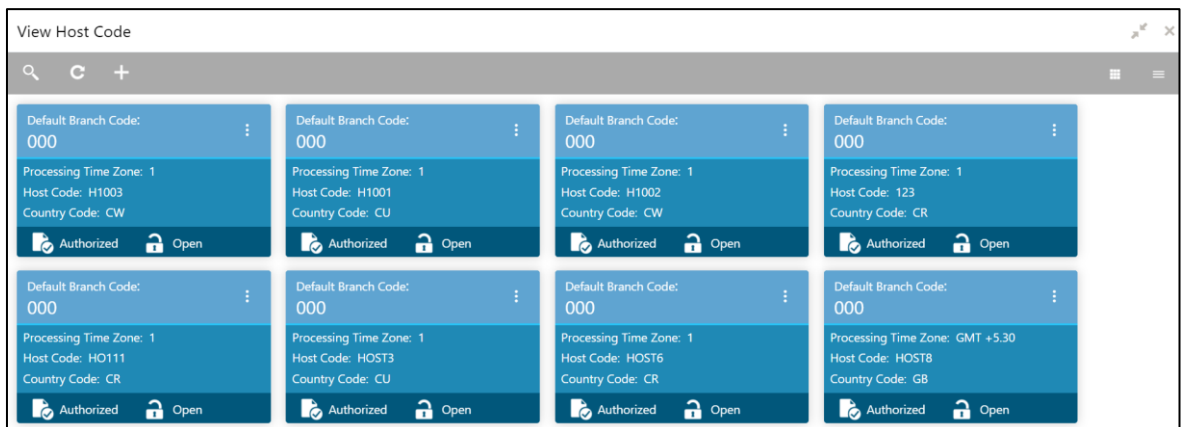 View Host Code
Default Branch Code:
000
Processing Time Zone: 1
Host Code: H1003
Country Code: CW
Authorized Open
Default Branch Code:
000
Processing Time Zone: 1
Host Code: H1001
Country Code: CU
Authorized Open
Default Branch Code:
000
Processing Time Zone: 1
Host Code: H1002
Country Code: CW
Authorized Open
Default Branch Code:
000
Processing Time Zone: 1
Host Code: 123
Country Code: CR
Authorized Open
Default Branch Code:
000
Processing Time Zone: 1
Host Code: HO111
Country Code: CR
Authorized Open
Default Branch Code:
000
Processing Time Zone: 1
Host Code: HOST3
Country Code: CU
Authorized Open
Default Branch Code:
000
Processing Time Zone: 1
Host Code: HOST6
Country Code: CR
Authorized Open
Default Branch Code:
000
Processing Time Zone: GMT +5.30
Host Code: HOST8
Country Code: GB
Authorized Open